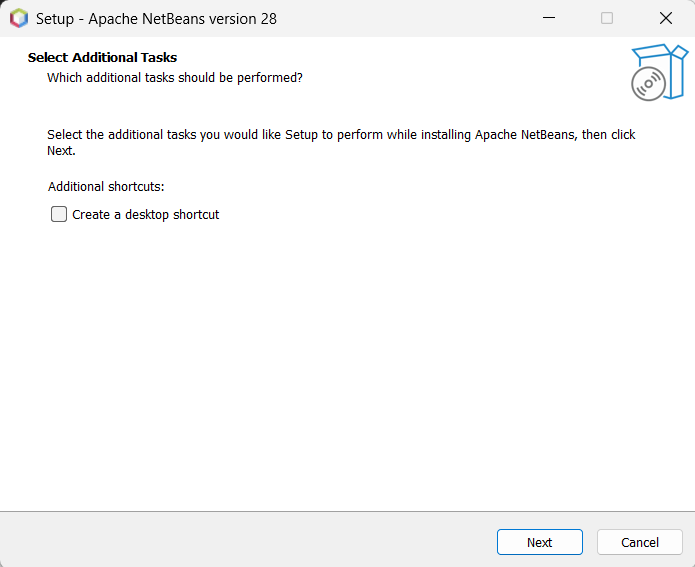 Setup - Apache NetBeans version 28
Select Additional Tasks
Which additional tasks should be performed?
Select the additional tasks you would like Setup to perform while installing Apache NetBeans, then click
Next.
Additional shortcuts:
Create a desktop shortcut
Next
Cancel